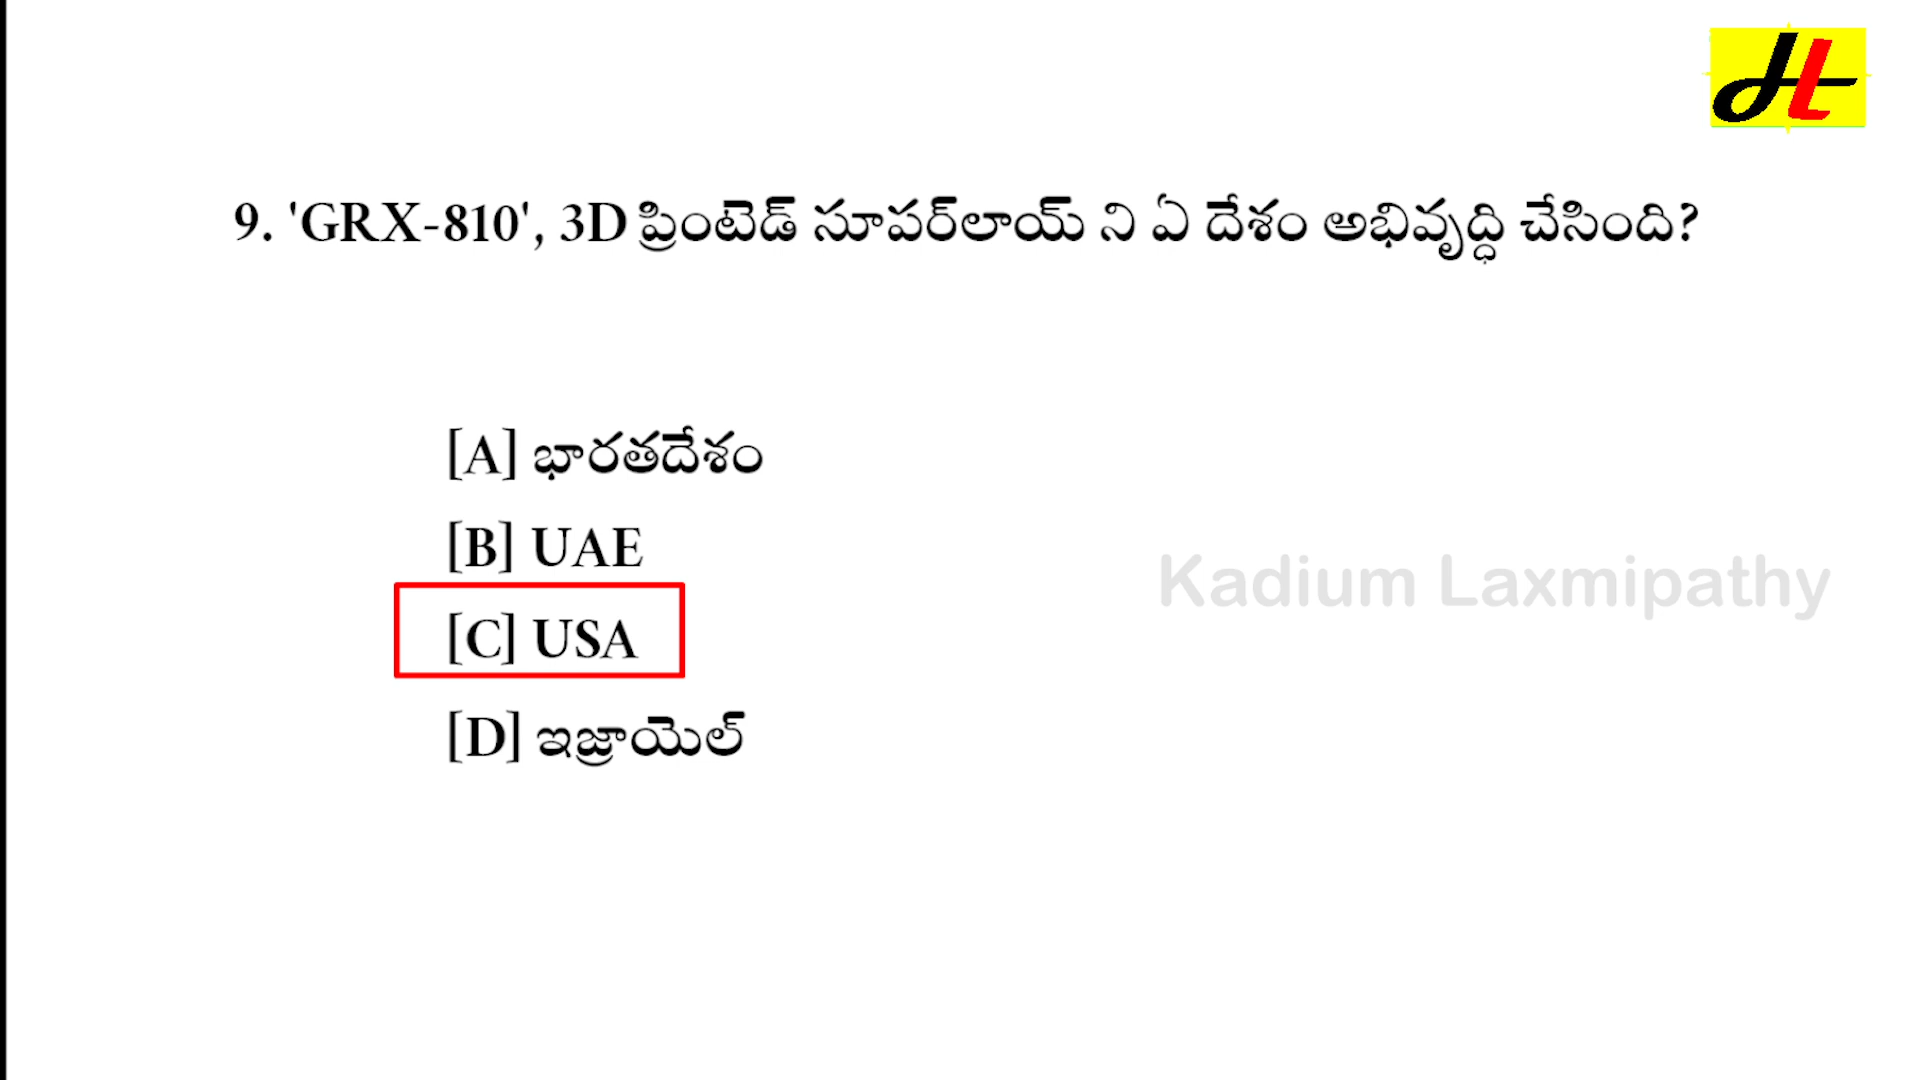 9. 'GRX-810', 3D ప్రింటెడ్ సూపర్‌లాయ్ ని ఏ దేశం అభివృద్ధి చేసింది?
[A] భారతదేశం
[B] UAE
[C] USA
[D] ఇజ్రాయెల్
Kadium Laxmipathy